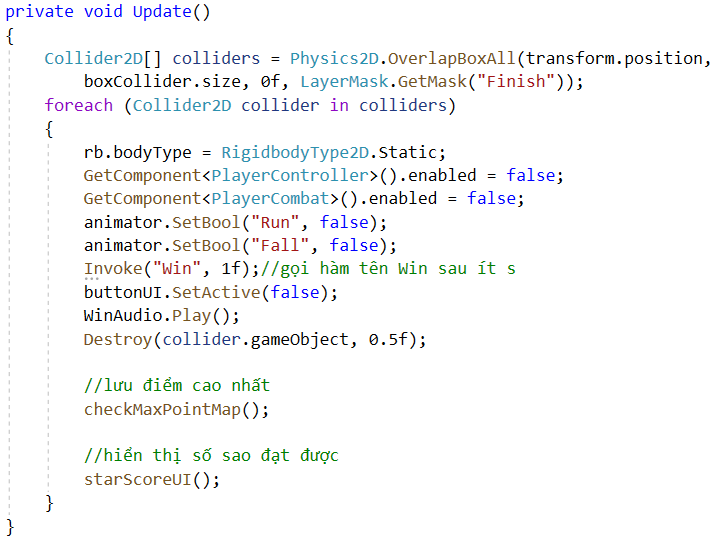 private void Update()
{
    Collider2D[] colliders = Physics2D.OverlapBoxAll(transform.position,
        boxCollider.size, 0f, LayerMask.GetMask("Finish"));
    foreach (Collider2D collider in colliders)
    {
        rb.bodyType = RigidbodyType2D.Static;
        GetComponent<PlayerController>().enabled = false;
        GetComponent<PlayerCombat>().enabled = false;
        animator.SetBool("Run", false);
        animator.SetBool("Fall", false);
        Invoke("Win", 1f);//gọi hàm tên Win sau ít s
        buttonUI.SetActive(false);
        WinAudio.Play();
        Destroy(collider.gameObject, 0.5f);

        //lưu điểm cao nhất
        checkMaxPointMap();

        //hiển thị số sao đạt được
        starScoreUI();
    }
}